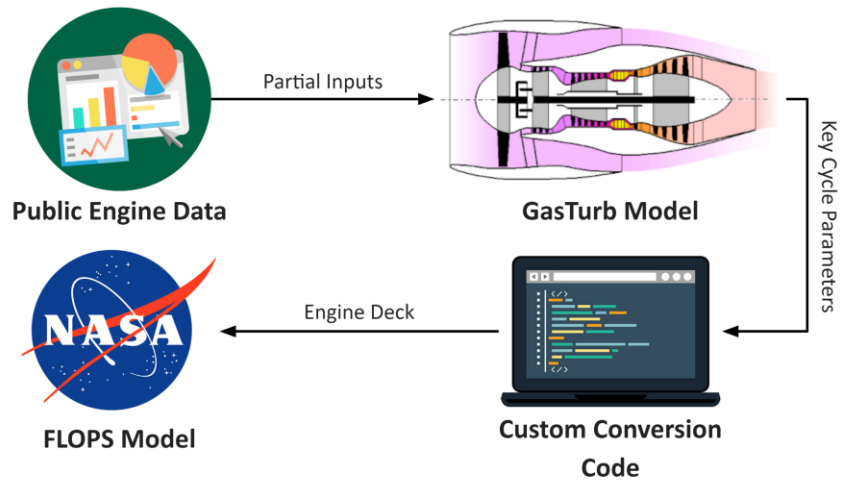 Partial Inputs
Public Engine Data
GasTurb Model
Key Cycle Parameters
NASA
Engine Deck
FLOPS Model
Custom Conversion
Code